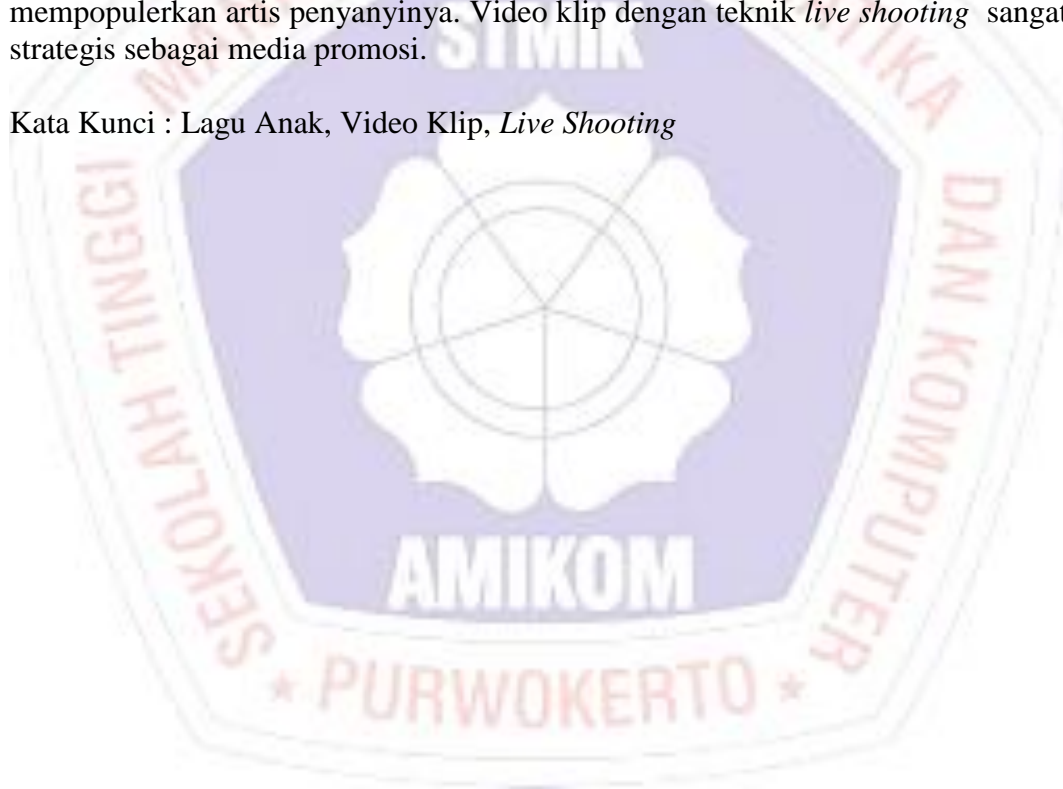 mempopulerkan artis penyanyinya. Video klip dengan teknik live shooting sangat
strategis sebagai media promosi.
Kata Kunci : Lagu Anak, Video Klip, Live Shooting
STMIK
SEKOLAH TINGGI
DAN KOMPUTER
AMIKOM
* PURWOKERTO *